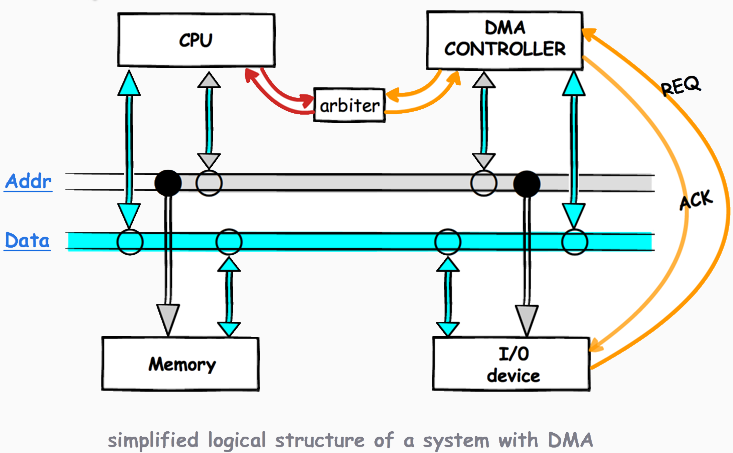 CPU
DMA
CONTROLLER
arbiter
REQ
ACK
Addr
Data
Memory
I/O
device
simplified logical structure of a system with DMA